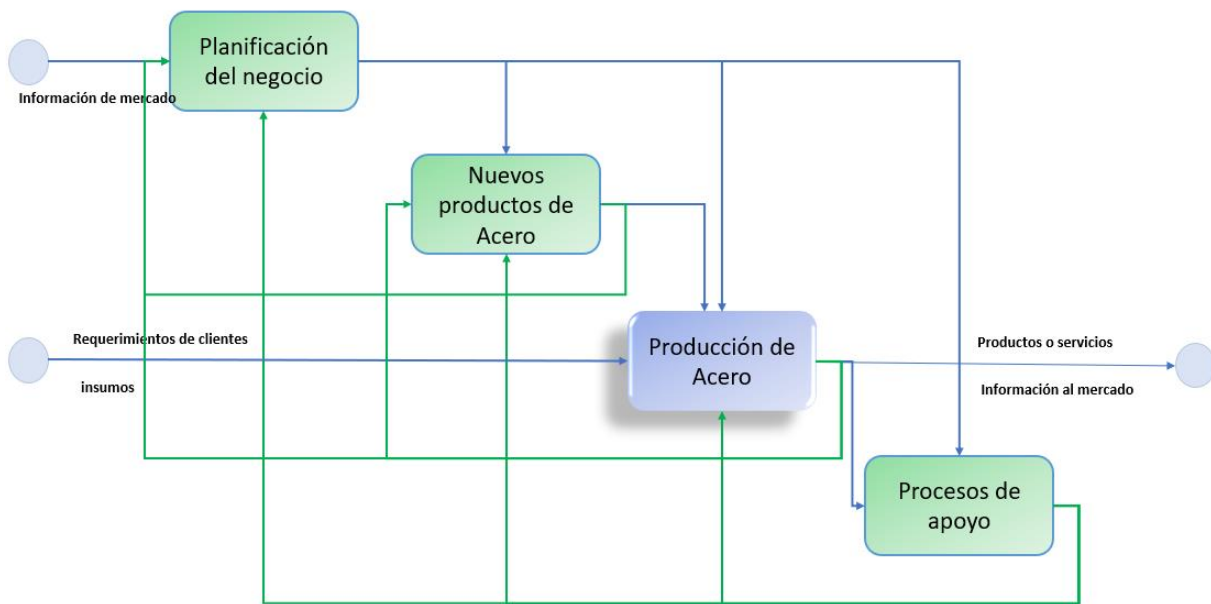 Planificación
del negocio
Información de mercado
Nuevos
productos de
Acero
Requerimientos de clientes
insumos
Producción de
Acero
Productos o servicios
Información al mercado
Procesos de
apoyo